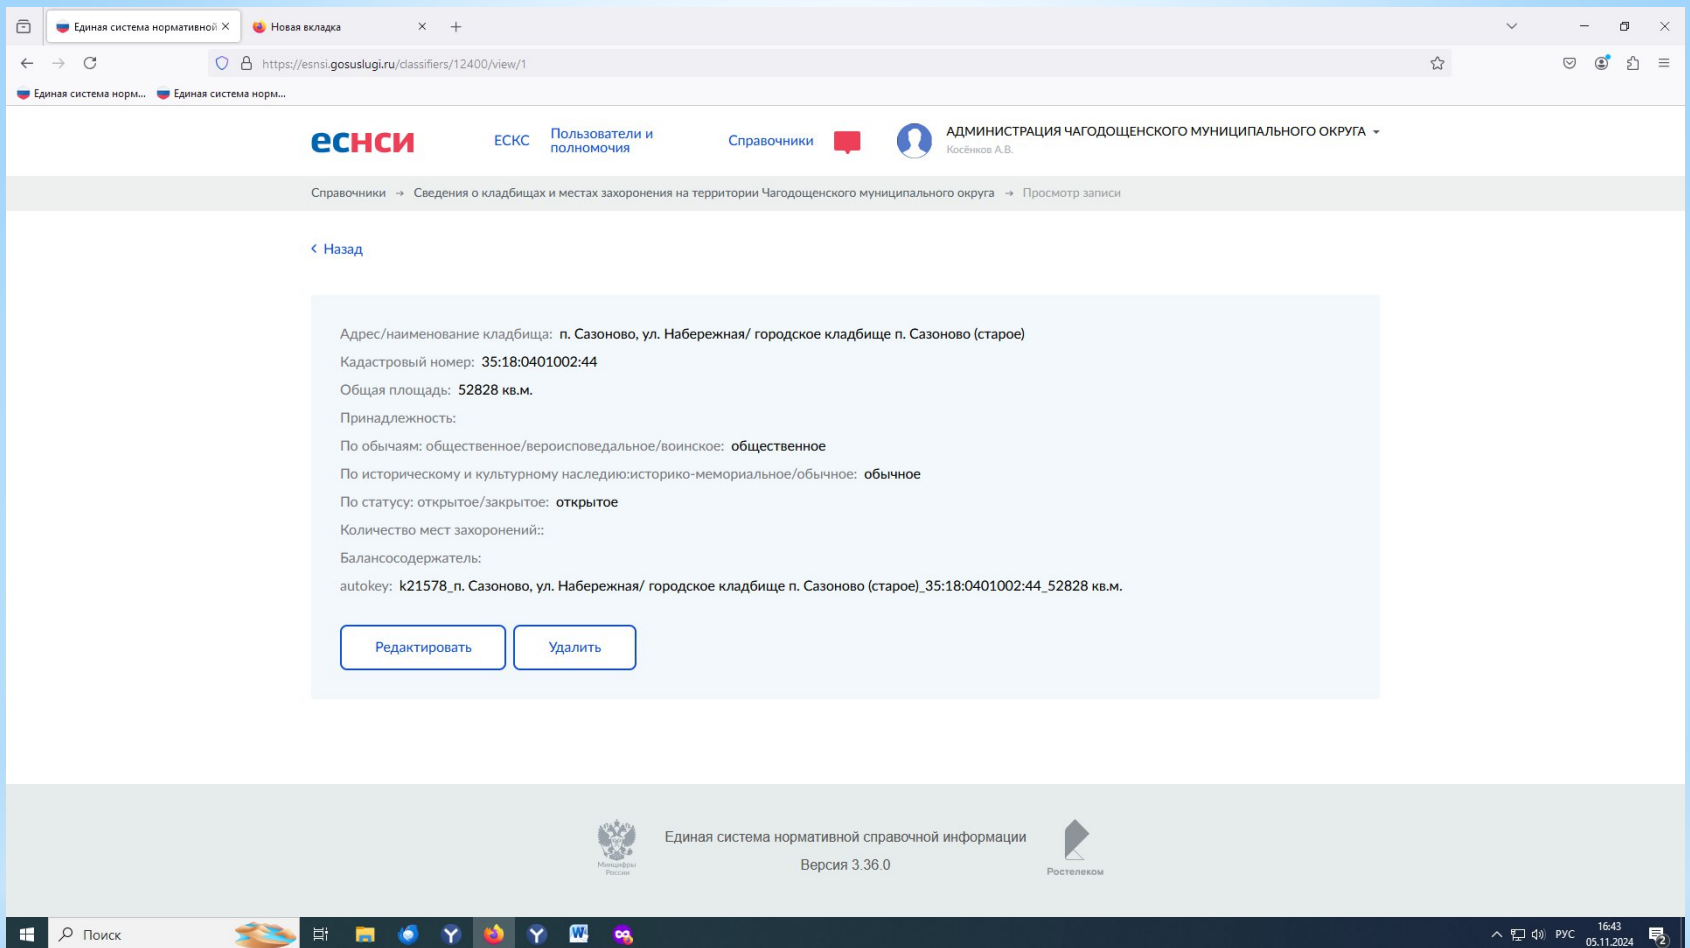 Единая система нормативной
Новая вкладка
https://esnsi.gosuslugi.ru/classifiers/12400/view/1
Единая система норм... Единая система норм...
еснси
ЕСКС
Пользователи и
полномочия
Справочники
АДМИНИСТРАЦИЯ ЧАГОДОЩЕНСКОГО МУНИЦИПАЛЬНОГО ОКРУГА
Косёнков А.В.
Справочники → Сведения о кладбищах и местах захоронения на территории Чагодощенского муниципального округа → Просмотр записи
Назад
Адрес/наименование кладбища: п. Сазоново, ул. Набережная/ городское кладбище п. Сазоново (старое)
Кадастровый номер: 35:18:0401002:44
Общая площадь: 52828 кв.м.
Принадлежность:
По обычаям: общественное/вероисповедальное/воинское: общественное
По историческому и культурному наследию:историко-мемориальное/обычное: обычное
По статусу: открытое/закрытое: открытое
Количество мест захоронений::
Балансосодержатель:
autokey: k21578_п. Сазоново, ул. Набережная/ городское кладбище п. Сазоново (старое)_35:18:0401002:44_52828 кв.м.
Редактировать Удалить
Минцифры
России
Единая система нормативной справочной информации
Версия 3.36.0
Ростелеком
Поиск
РУС
16:43
05.11.2024
2